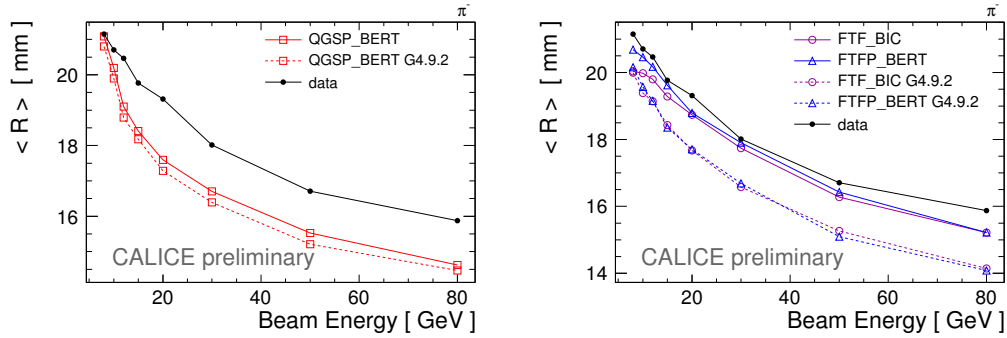 π-
< R > [ mm ]
20
18
16
QGSP_BERT
QGSP_BERT G4.9.2
data
CALICE preliminary
20 40 60 80
Beam Energy [ GeV ]
π-
< R > [ mm ]
22
20
18
16
14
FTF_BIC
FTFP_BERT
FTF_BIC G4.9.2
FTFP_BERT G4.9.2
data
CALICE preliminary
20 40 60 80
Beam Energy [ GeV ]